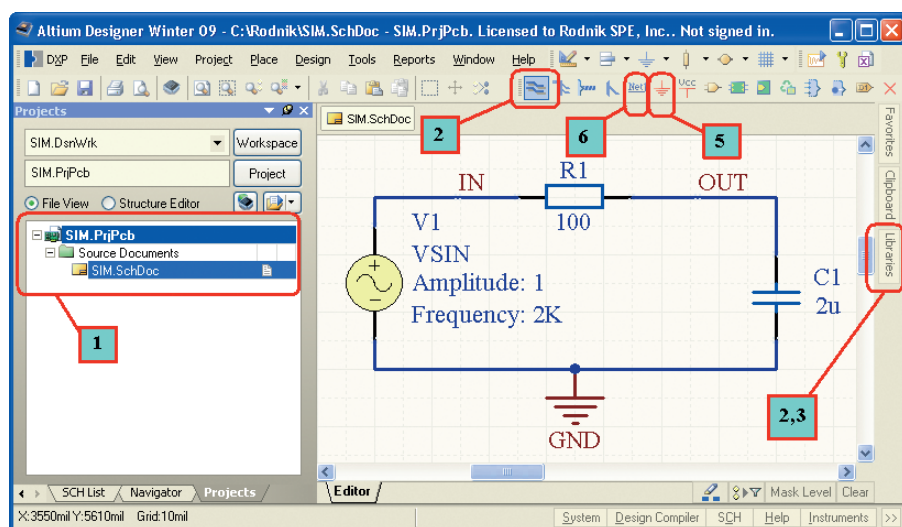 Altium Designer Winter 09 - C:\Rodnik\SIM.SchDoc - SIM.PrjPcb. Licensed to Rodnik SPE, Inc.. Not signed in.
DXP File Edit View Project Place Design Tools Reports Window Help
Net
Vcc
Projects
SIM.SchDoc
2
6
5
SIM.DsnWrk
Workspace
SIM.PrjPcb
Project
File View
Structure Editor
SIM.PrjPcb
Source Documents
SIM.SchDoc
1
IN
R1
100
OUT
V1
VSIN
Amplitude: 1
Frequency: 2K
C1
2u
GND
2,3
Favorites
Clipboard
Libraries
SCH List
Navigator
Projects
Editor
Mask Level
Clear
X:3550mil Y:5610mil Grid:10mil
System
Design Compiler
SCH
Help
Instruments
>>